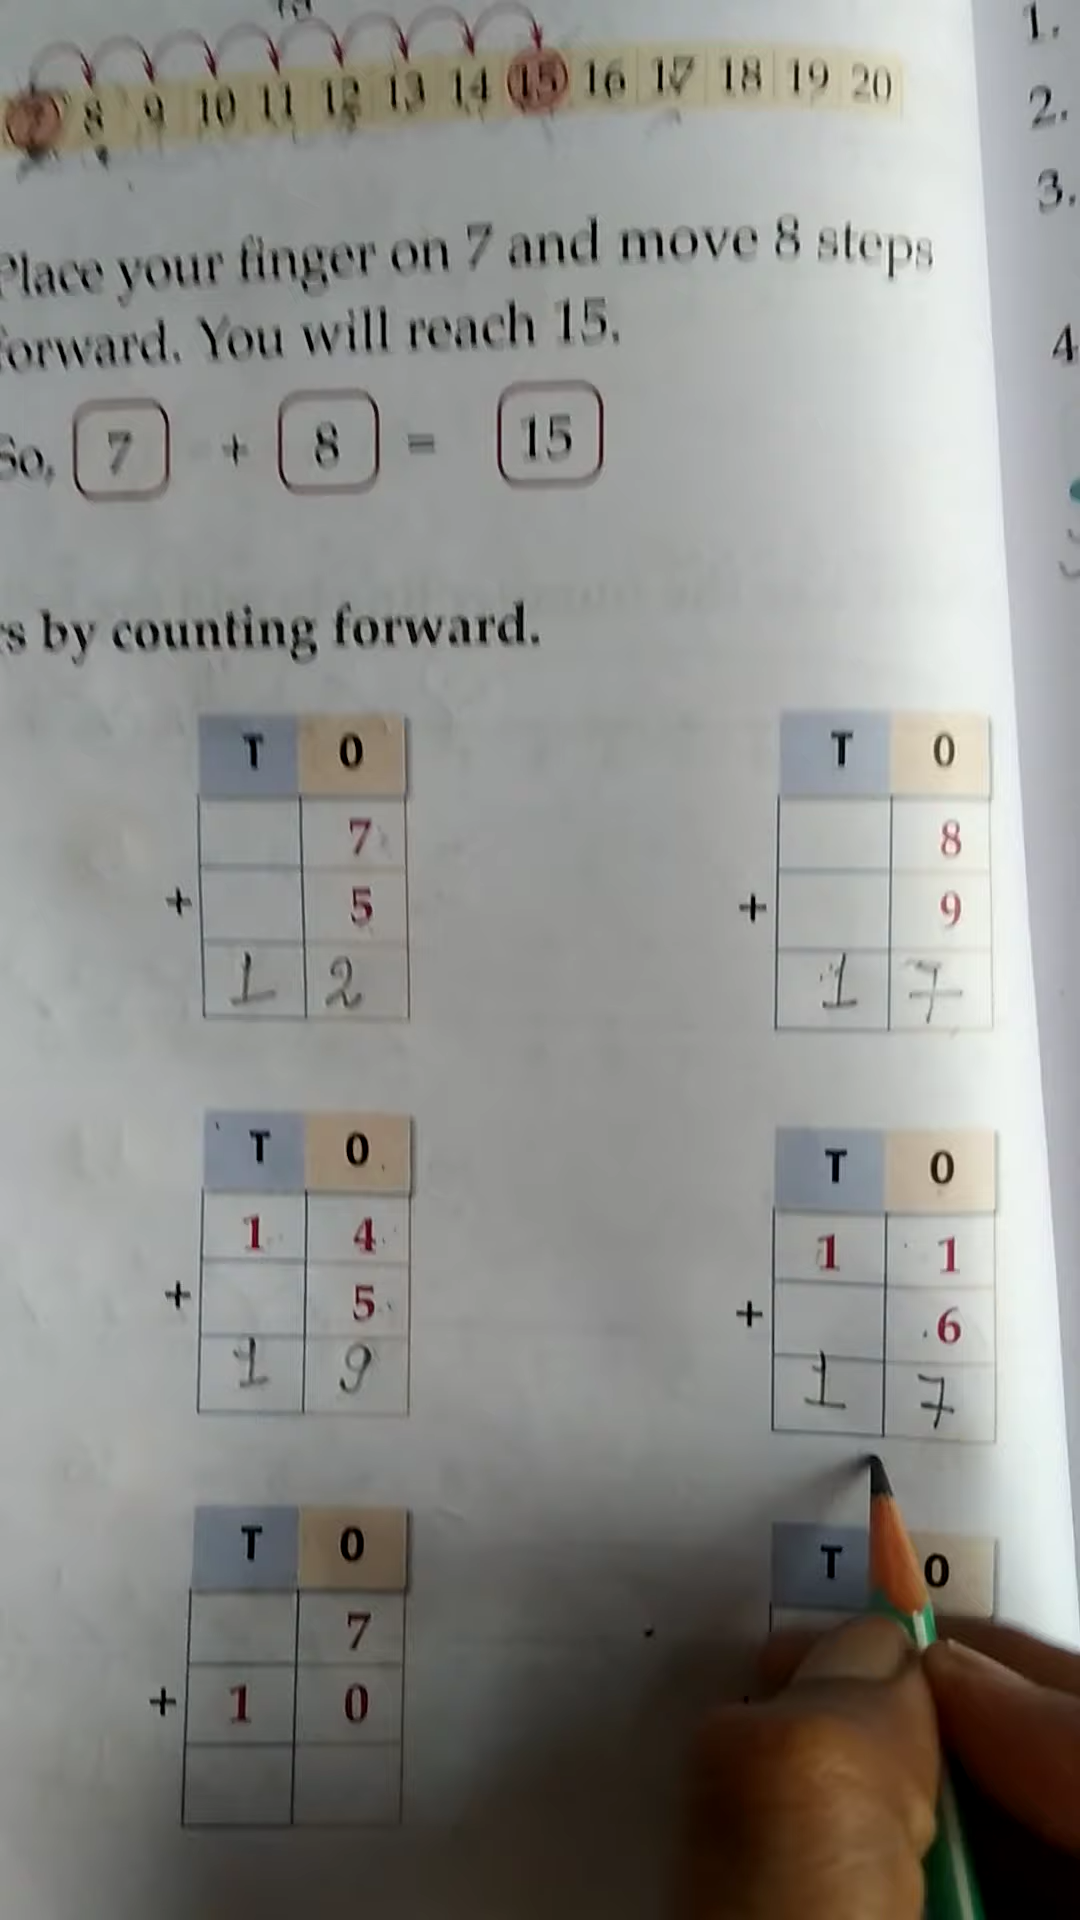 7 8 9 10 11 12 13 14 15 16 17 18 19 20
Place your finger on 7 and move 8 steps
forward. You will reach 15.
So, 7 + 8 = 15
by counting forward.
T O T O
7 8
+ 5 + 9
1 2 1 7
T O T O
1 4 1 1
+ 5 + 6
1 9 1 7
T O T O
7
+ 1 0
1.
2.
3.
4